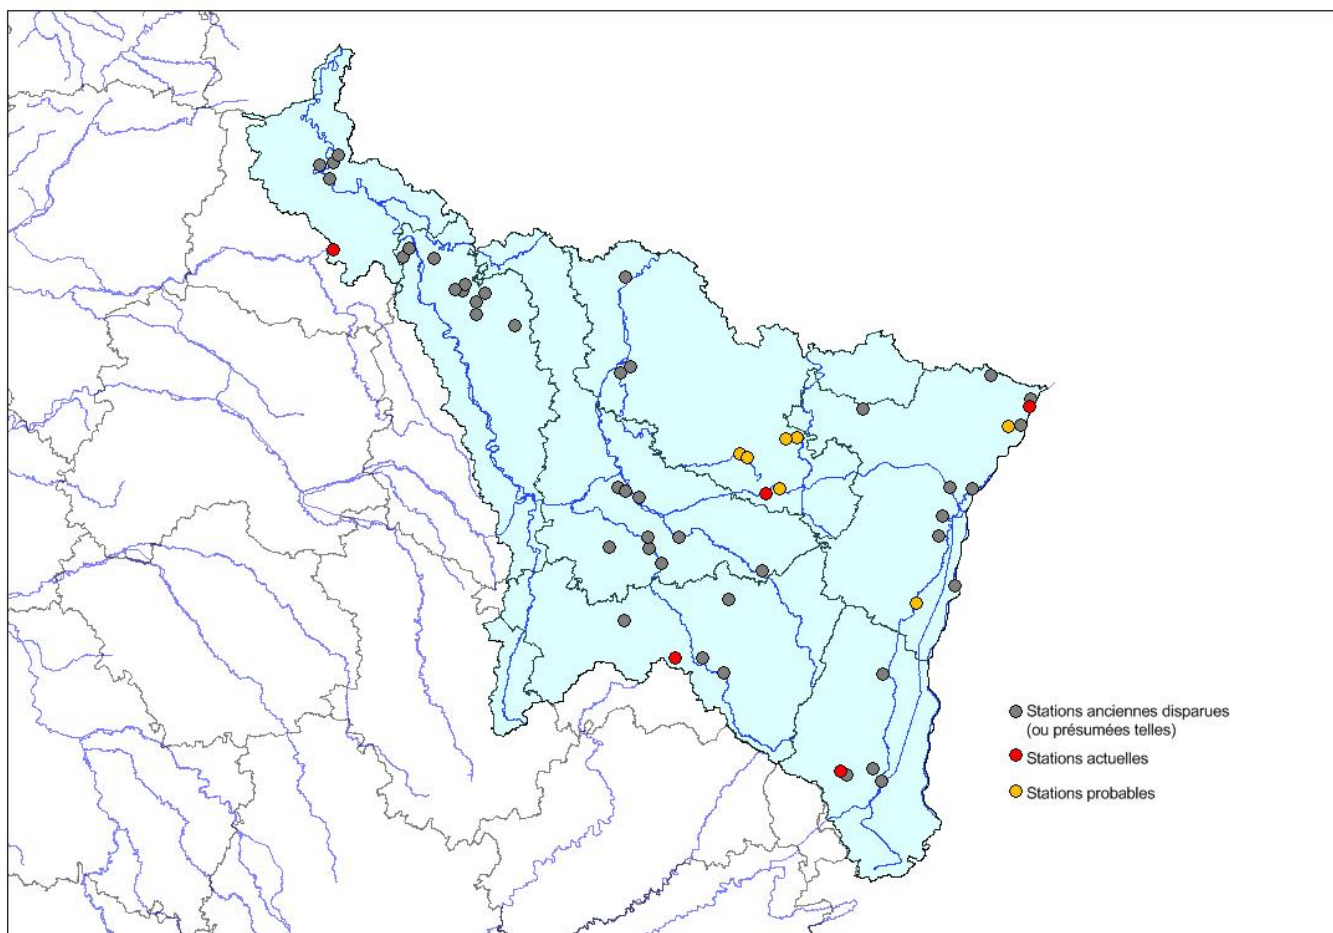 Stations anciennes disparues
(ou présumées telles)
Stations actuelles
Stations probables